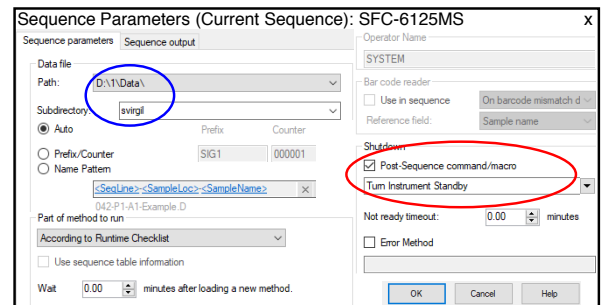 Sequence Parameters (Current Sequence): SFC-6125MS x
Sequence parameters Sequence output
Data file
Path: D:\1\Data\
Subdirectory: svirgil
Auto Prefix Counter
Prefix/Counter SIG1 000001
Name Pattern
<SeqLine>-<SampleLoc>-<SampleName> ×
042-P1-A1-Example.D
Part of method to run
According to Runtime Checklist
Use sequence table information
Wait 0.00 minutes after loading a new method.
Operator Name
SYSTEM
Bar code reader
Use in sequence On barcode mismatch d
Reference field: Sample name
Shutdown
Post-Sequence command/macro
Turn Instrument Standby
Not ready timeout: 0.00 minutes
Error Method
OK Cancel Help